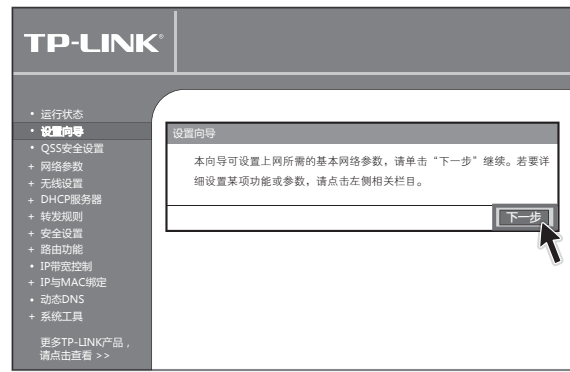 TP-LINK®
• 运行状态
• 设置向导
• QSS安全设置
+ 网络参数
+ 无线设置
+ DHCP服务器
+ 转发规则
+ 安全设置
+ 路由功能
• IP带宽控制
+ IP与MAC绑定
• 动态DNS
+ 系统工具
更多TP-LINK产品，
请点击查看 >>
设置向导
本向导可设置上网所需的基本网络参数，请单击“下一步”继续。若要详
细设置某项功能或参数，请点击左侧相关栏目。
下一步